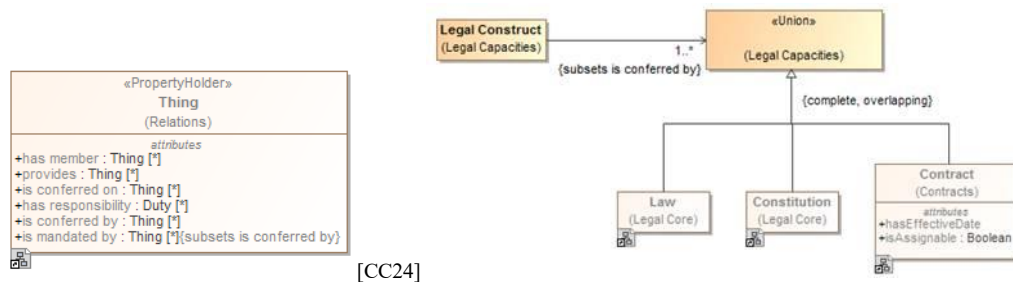 «PropertyHolder»
Thing
(Relations)
attributes
+has member : Thing [*]
+provides : Thing [*]
+is conferred on : Thing [*]
+has responsibility : Duty [*]
+is conferred by : Thing [*]
+is mandated by : Thing [*]{subsets is conferred by}
[CC24]
Legal Construct
(Legal Capacities)
1..*
{subsets is conferred by}
«Union»
(Legal Capacities)
{complete, overlapping}
Law
(Legal Core)
Constitution
(Legal Core)
Contract
(Contracts)
attributes
+hasEffectiveDate
+isAssignable : Boolean